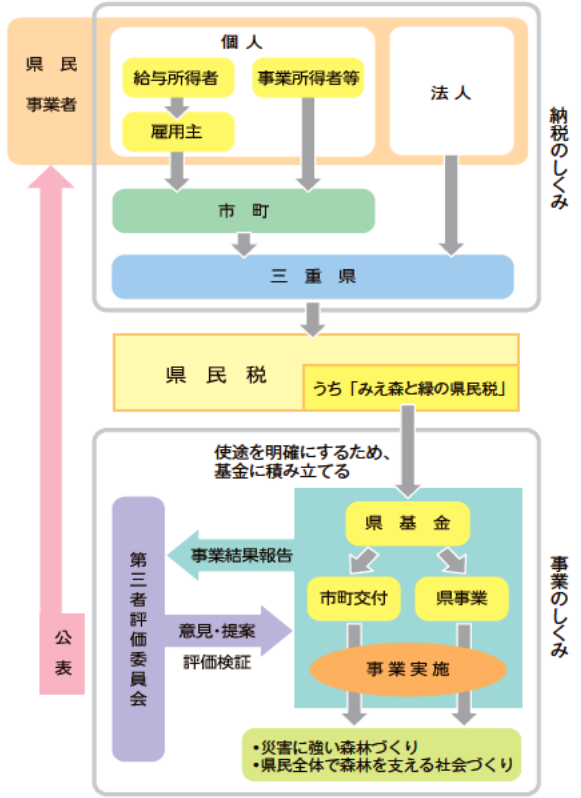 県民
事業者
個人
給与所得者
事業所得者等
雇用主
法人
納税のしくみ
市町
三重県
県民税
うち「みえ森と緑の県民税」
使途を明確にするため、
基金に積み立てる
県基金
市町交付
県事業
事業実施
事業結果報告
第三者評価委員会
意見・提案
評価検証
公表
事業のしくみ
・災害に強い森林づくり
・県民全体で森林を支える社会づくり